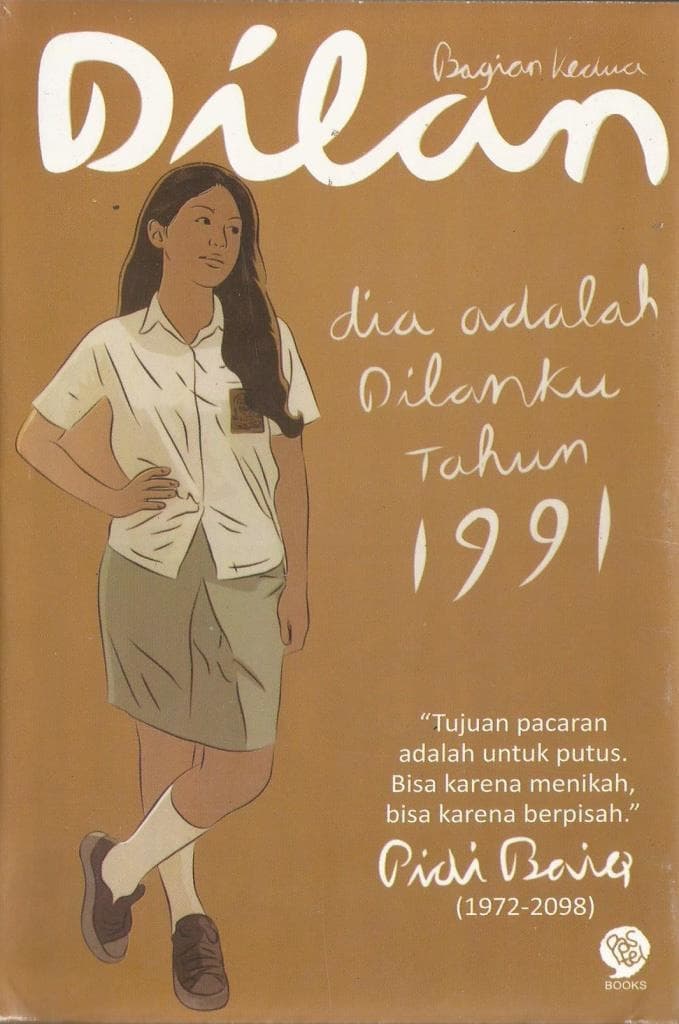 Dilan
Bagian Kedua
dia adalah
Dilanku
Tahun
1991
“Tujuan pacaran
adalah untuk putus.
Bisa karena menikah,
bisa karena berpisah.”
Pidi Baiq
(1972-2098)
Pastel
BOOKS